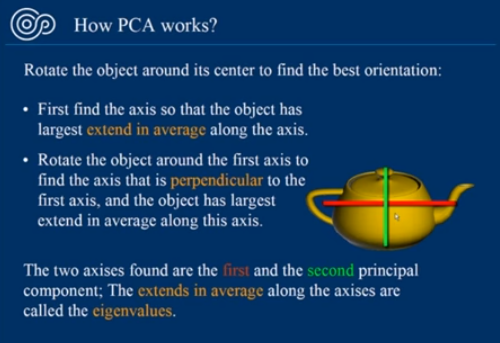 How PCA works?
Rotate the object around its center to find the best orientation:
• First find the axis so that the object has
largest extend in average along the axis.
• Rotate the object around the first axis to
find the axis that is perpendicular to the
first axis, and the object has largest
extend in average along this axis.
The two axises found are the first and the second principal
component; The extends in average along the axises are
called the eigenvalues.